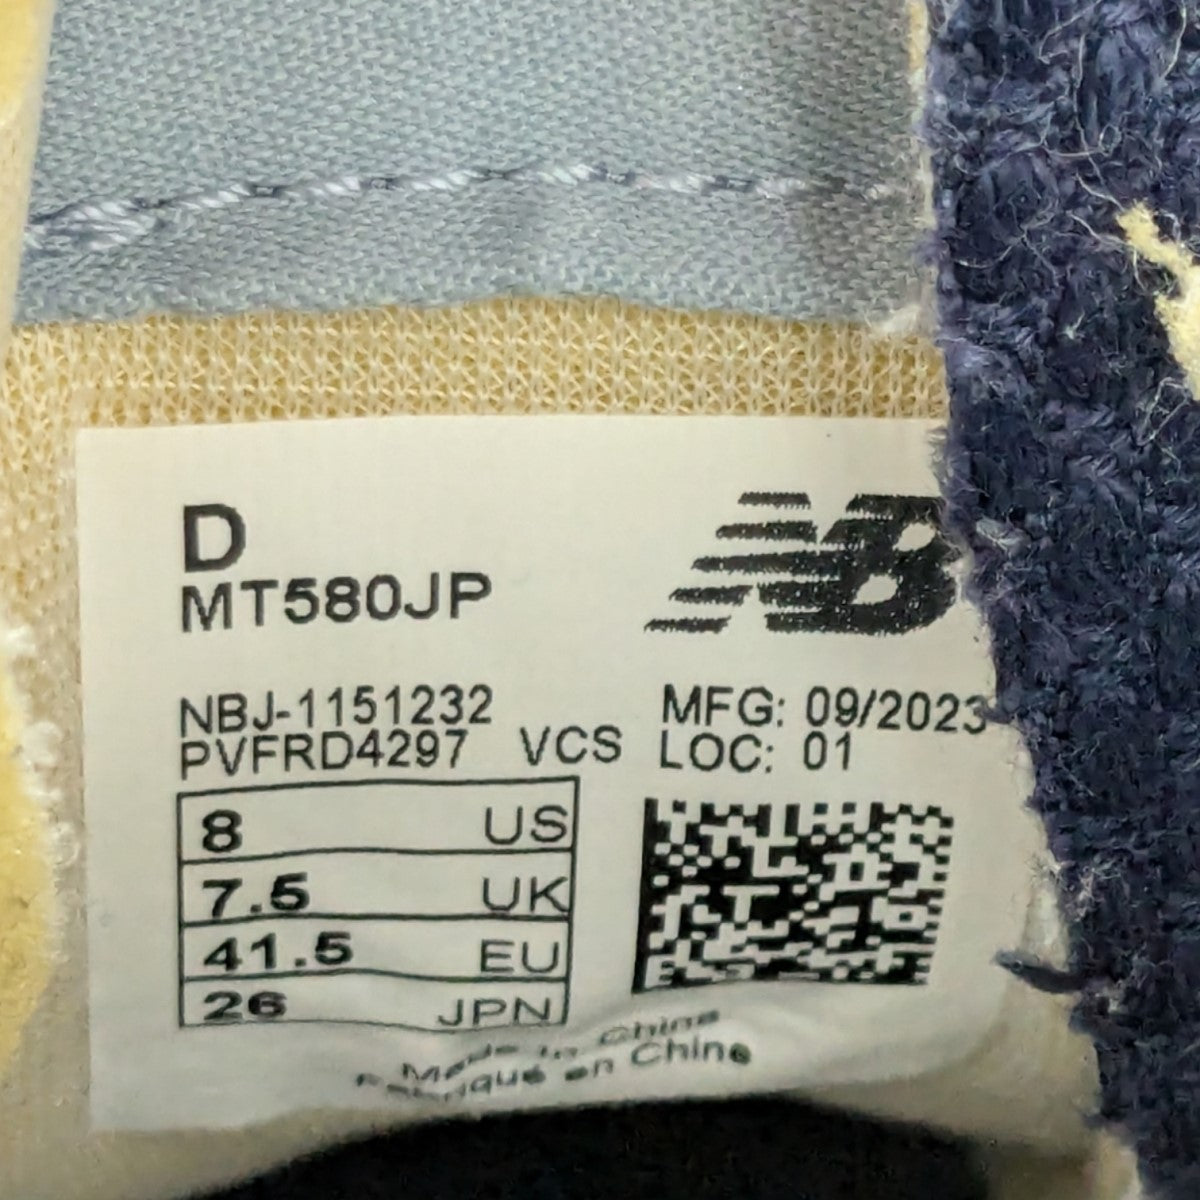 D
MT580JP
NB
NBJ-1151232
PVFRD4297 VCS
MFG: 09/2023
LOC: 01
8 US
7.5 UK
41.5 EU
26 JPN
Made in China
Fabriqué en Chine